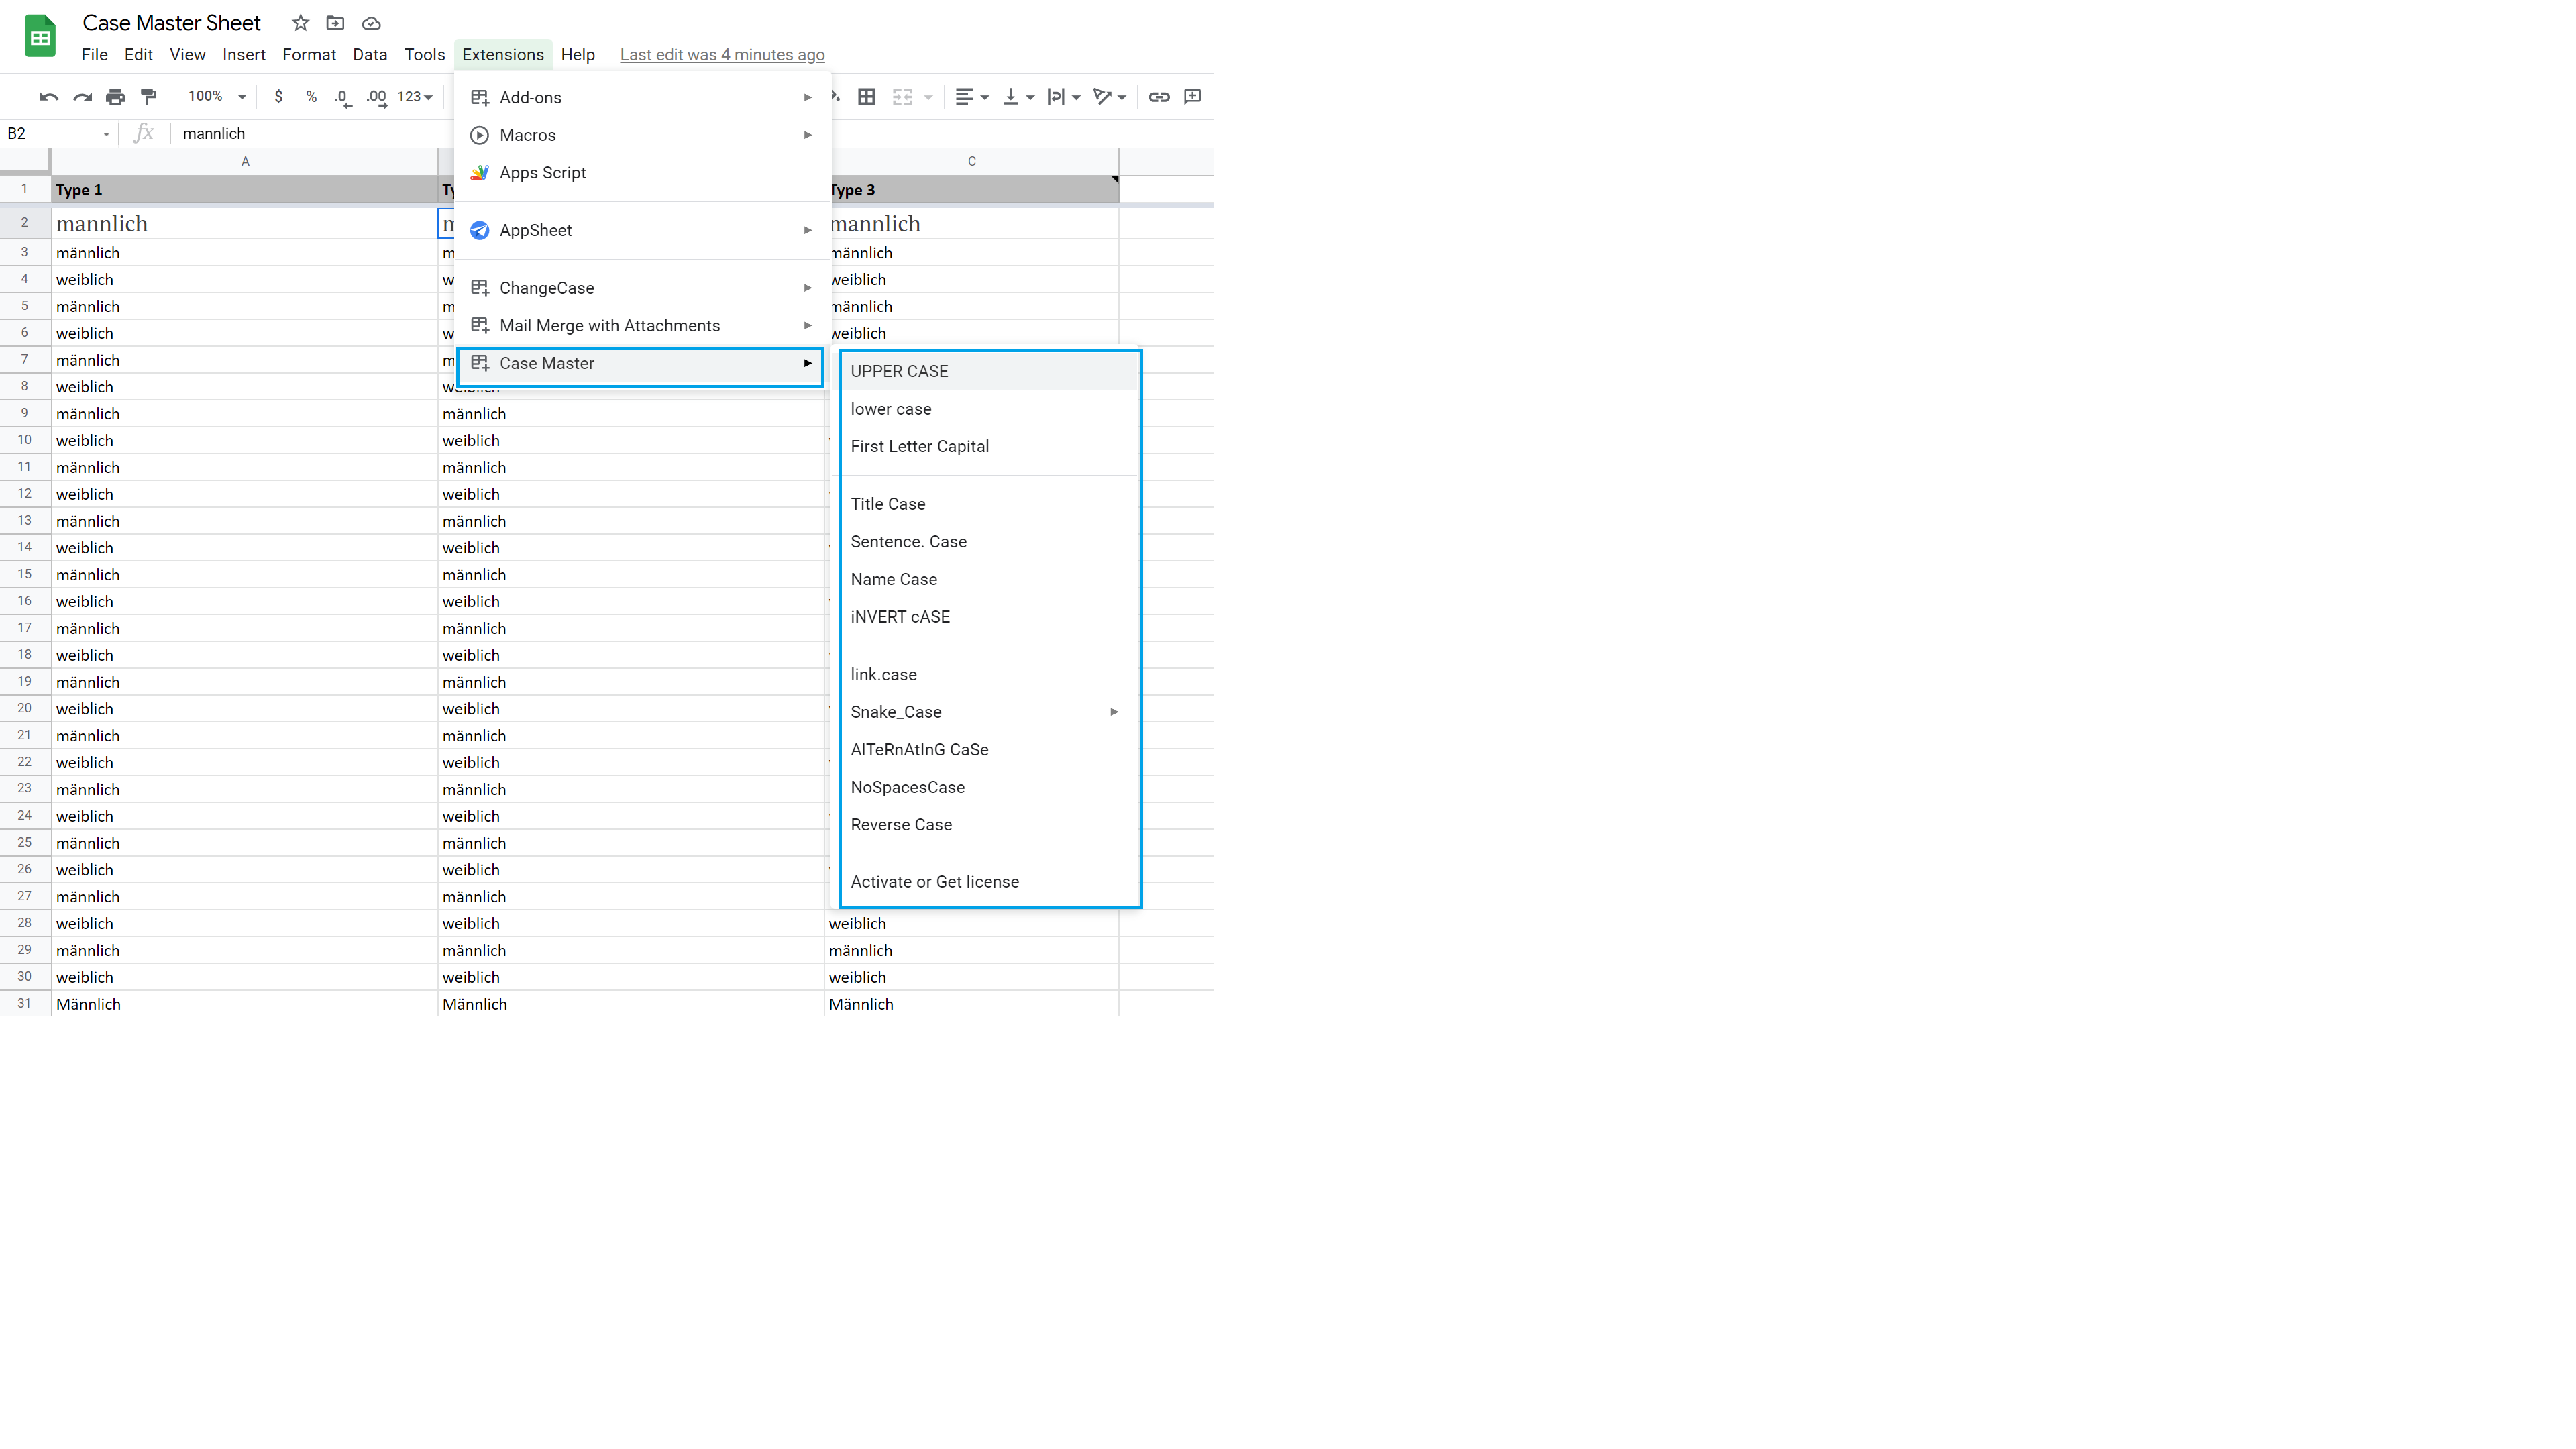 Case Master Sheet
File Edit View Insert Format Data Tools Extensions Help Last edit was 4 minutes ago
100% $ % .0 .00 123
B2 fx mannlich
A C
1 Type 1 Ty Type 3
2 mannlich m mannlich
3 männlich m männlich
4 weiblich w weiblich
5 männlich m männlich
6 weiblich w weiblich
7 männlich m
8 weiblich weiblich
9 männlich männlich
10 weiblich weiblich
11 männlich männlich
12 weiblich weiblich
13 männlich männlich
14 weiblich weiblich
15 männlich männlich
16 weiblich weiblich
17 männlich männlich
18 weiblich weiblich
19 männlich männlich
20 weiblich weiblich
21 männlich männlich
22 weiblich weiblich
23 männlich männlich
24 weiblich weiblich
25 männlich männlich
26 weiblich weiblich
27 männlich männlich
28 weiblich weiblich weiblich
29 männlich männlich männlich
30 weiblich weiblich weiblich
31 Männlich Männlich Männlich
Add-ons
Macros
Apps Script
AppSheet
ChangeCase
Mail Merge with Attachments
Case Master
UPPER CASE
lower case
First Letter Capital
Title Case
Sentence. Case
Name Case
iNVERT cASE
link.case
Snake_Case
AlTeRnAtInG CaSe
NoSpacesCase
Reverse Case
Activate or Get license